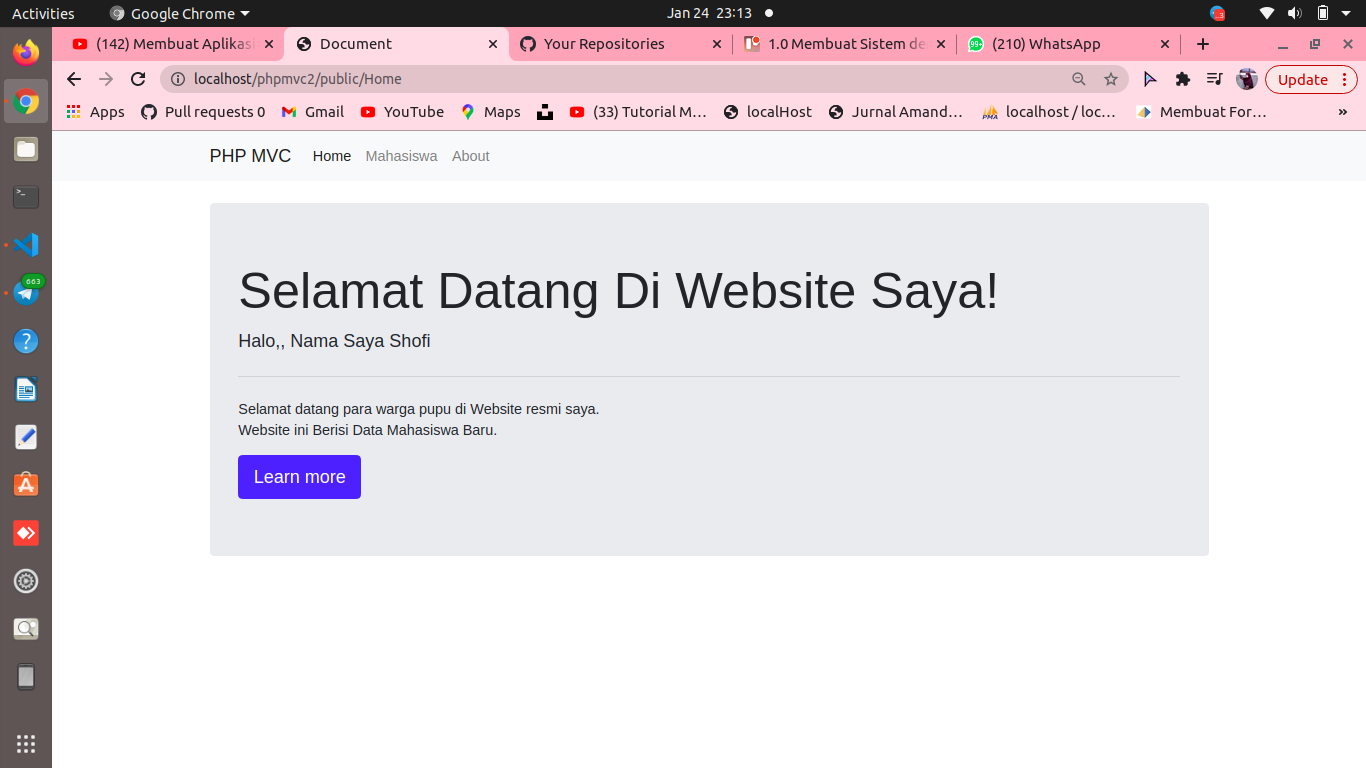 Activities Google Chrome Jan 24 23:13
(142) Membuat Aplikasi Document Your Repositories 1.0 Membuat Sistem de 99+ (210) WhatsApp
localhost/phpmvc2/public/Home Update
Apps Pull requests 0 Gmail YouTube Maps (33) Tutorial M... localHost Jurnal Amand... PMA localhost / loc... Membuat For... »
PHP MVC Home Mahasiswa About
Selamat Datang Di Website Saya!
Halo,, Nama Saya Shofi
663
Selamat datang para warga pupu di Website resmi saya.
Website ini Berisi Data Mahasiswa Baru.
Learn more